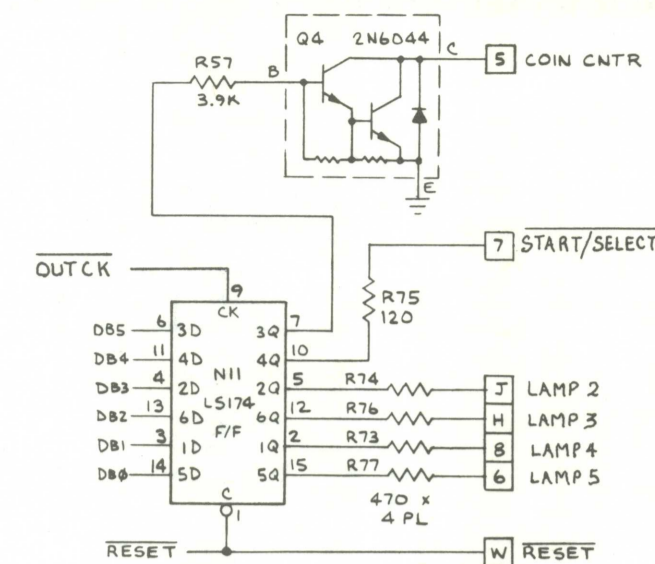 Q4 2N6044
B
C
E
R57
3.9K
5 COIN CNTR
7 START/SELECT
R75
120
OUTCK
9
CK
DB5 6 3D 3Q 7
DB4 11 4D 4Q 10
DB3 4 2D 2Q 5 R74 J LAMP 2
DB2 13 6D 6Q 12 R76 H LAMP 3
DB1 3 1D 1Q 2 R73 8 LAMP 4
DBØ 14 5D 5Q 15 R77 6 LAMP 5
N11
LS174
F/F
470 x
4 PL
C
1
RESET W RESET